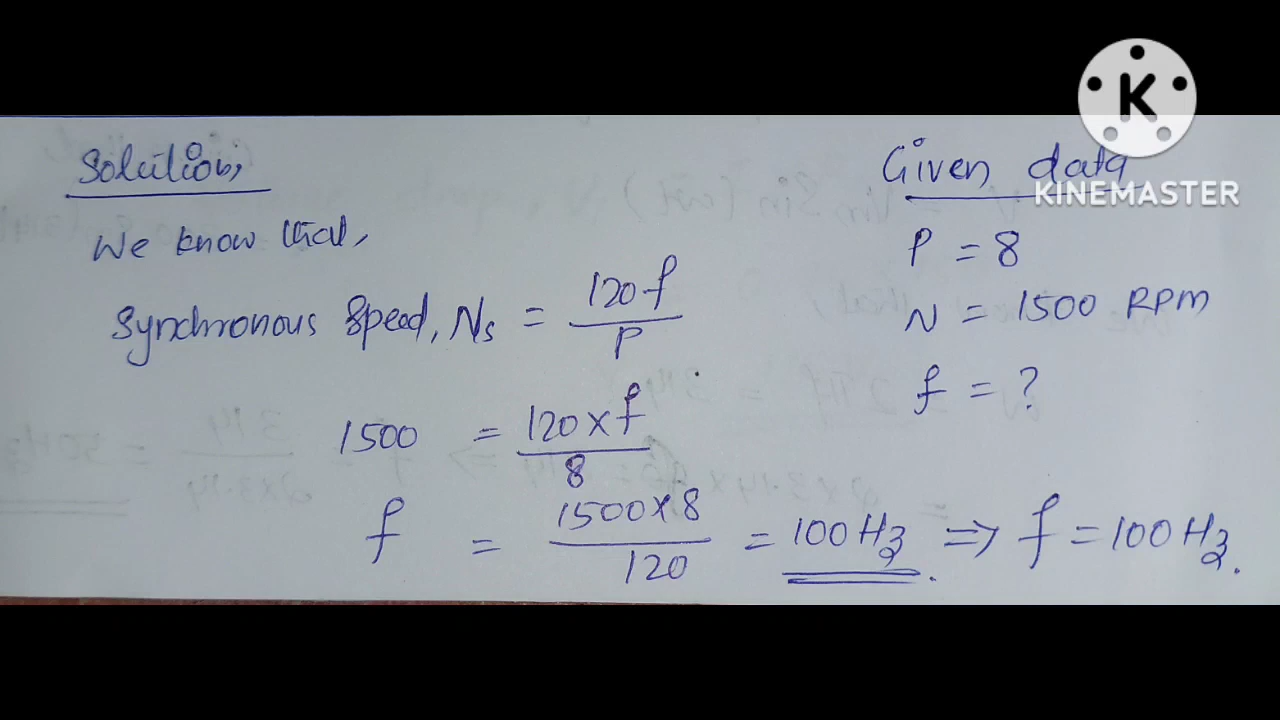 Solution,
We know that,
Synchronous Speed, Ns = 120f / P
1500 = 120 × f / 8
f = 1500 × 8 / 120 = 100 Hz. ⇒ f = 100 Hz.
Given data
P = 8
N = 1500 RPM
f = ?
K
KINEMASTER